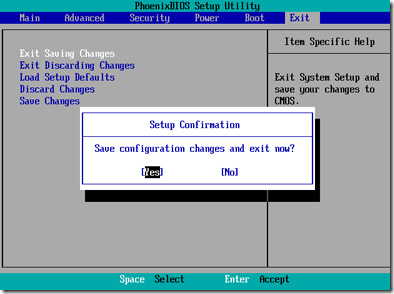 PhoenixBIOS Setup Utility
Main Advanced Security Power Boot Exit
Exit Saving Changes
Exit Discarding Changes
Load Setup Defaults
Discard Changes
Save Changes
Item Specific Help
Exit System Setup and
save your changes to
CMOS.
Setup Confirmation
Save configuration changes and exit now?
[Yes] [No]
Space Select Enter Accept